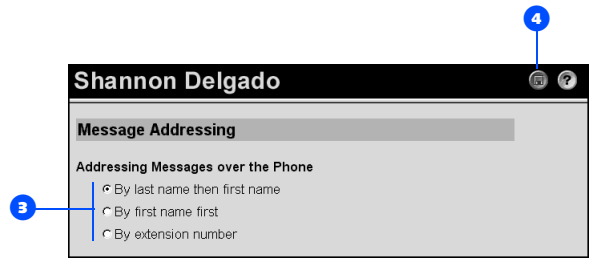 4
Shannon Delgado ?
Message Addressing
Addressing Messages over the Phone
By last name then first name
3 By first name first
By extension number